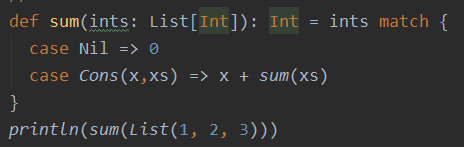 def sum(ints: List[Int]): Int = ints match {
  case Nil => 0
  case Cons(x,xs) => x + sum(xs)
}
println(sum(List(1, 2, 3)))